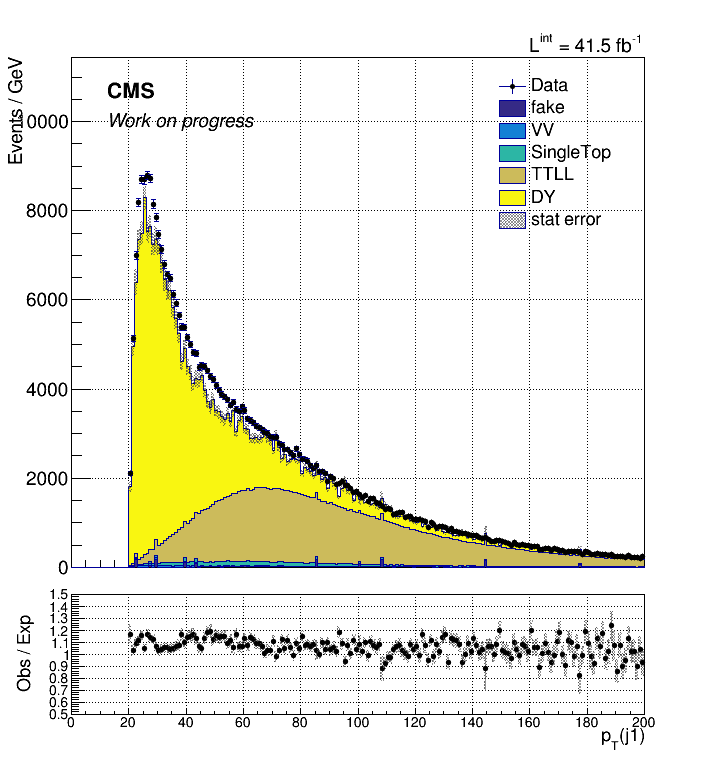 L^int = 41.5 fb^-1
Events / GeV
CMS
Work on progress
Data
fake
VV
SingleTop
TTLL
DY
stat error
10000
8000
6000
4000
2000
0
Obs / Exp
1.5
1.4
1.3
1.2
1.1
1
0.9
0.8
0.7
0.6
0.5
0 20 40 60 80 100 120 140 160 180 200
p_T(j1)